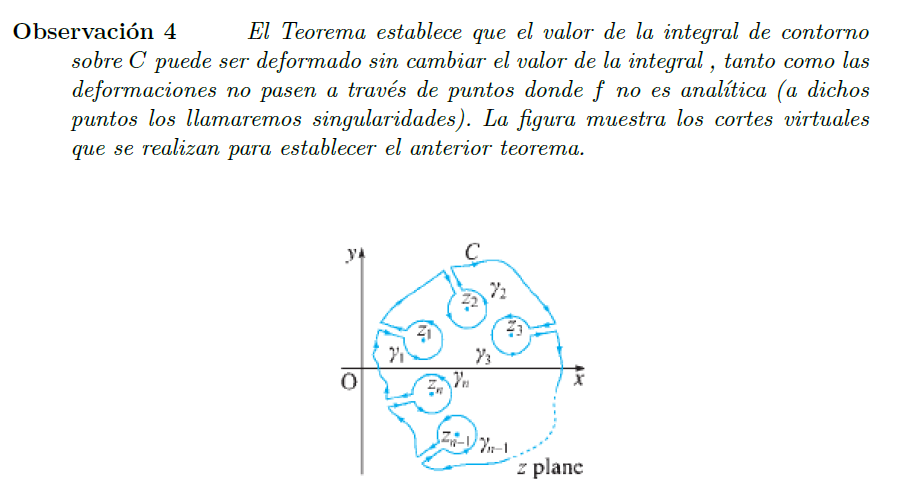 Observación 4 El Teorema establece que el valor de la integral de contorno
sobre C puede ser deformado sin cambiar el valor de la integral , tanto como las
deformaciones no pasen a través de puntos donde f no es analítica (a dichos
puntos los llamaremos singularidades). La figura muestra los cortes virtuales
que se realizan para establecer el anterior teorema.
y
C
z₂
γ₂
z₁
z₃
γ₁
γ₃
O
x
zₙ
γₙ
zₙ₋₁
γₙ₋₁
z plane